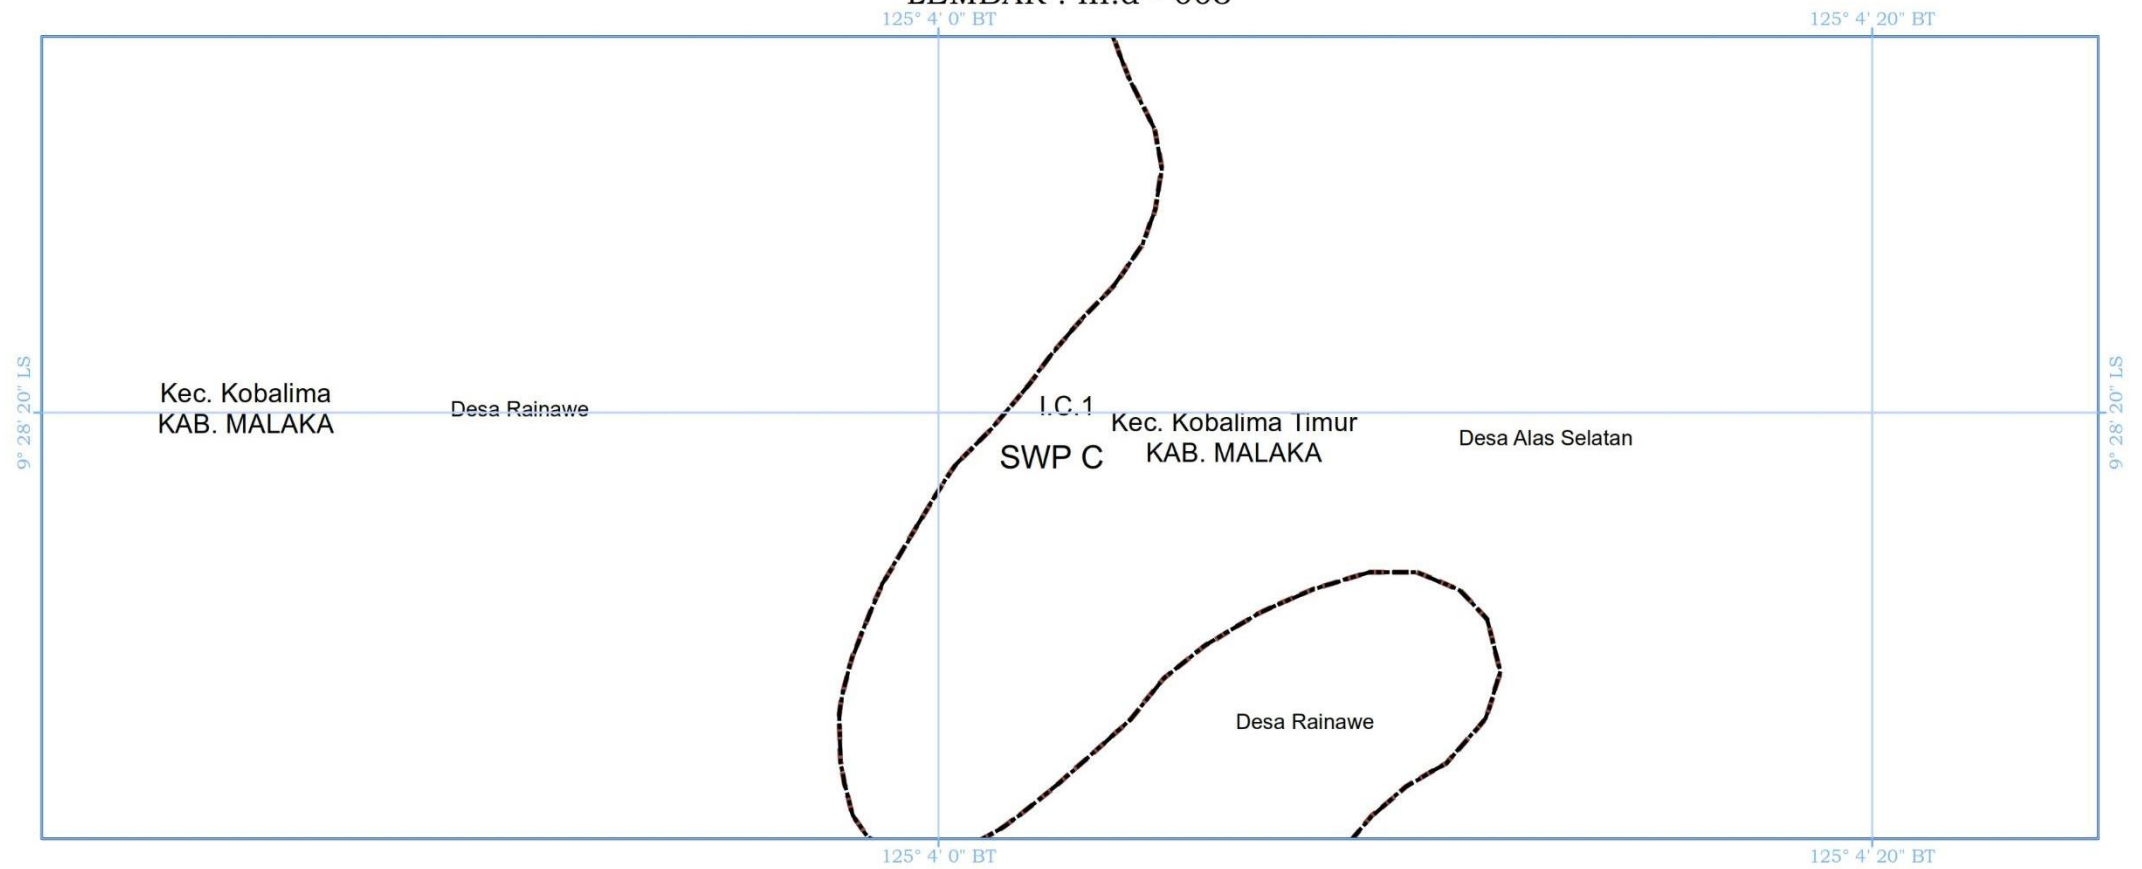 125° 4' 0" BT
125° 4' 20" BT
9° 28' 20" LS
Kec. Kobalima
KAB. MALAKA
Desa Rainawe
I.C.1
SWP C
Kec. Kobalima Timur
KAB. MALAKA
Desa Alas Selatan
9° 28' 20" LS
Desa Rainawe
125° 4' 0" BT
125° 4' 20" BT